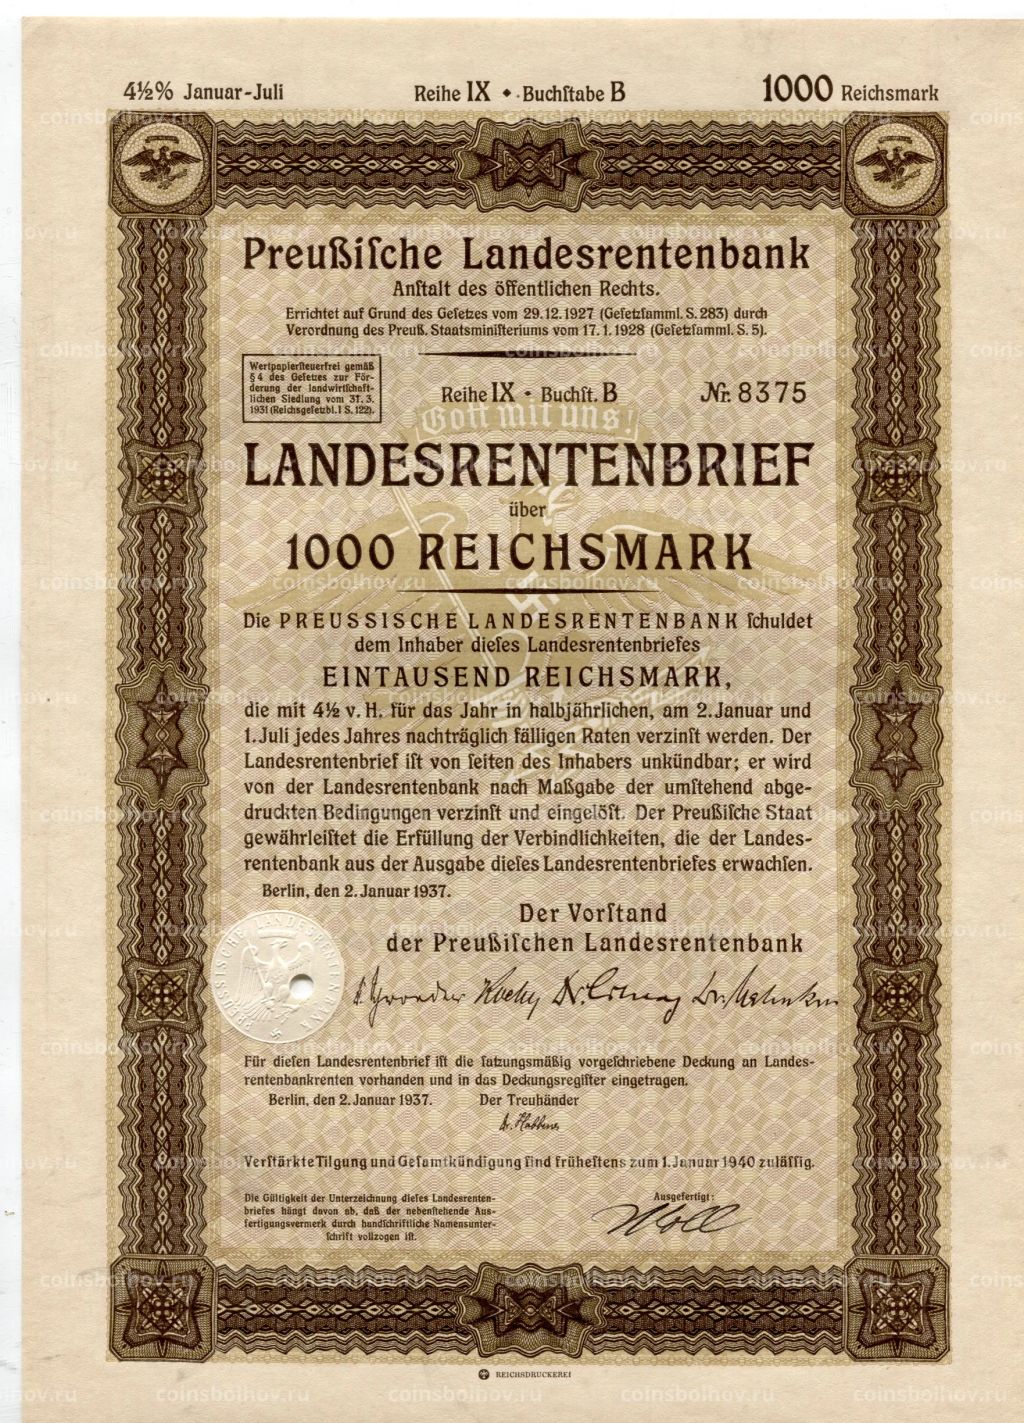 4½% Januar-Juli
Reihe IX ◆ Buchſtabe B
1000 Reichsmark
Preußiſche Landesrentenbank
Anſtalt des öffentlichen Rechts.
Errichtet auf Grund des Geſetzes vom 29.12.1927 (Geſetzſamml. S. 283) durch
Verordnung des Preuß. Staatsminiſteriums vom 17.1.1928 (Geſetzſamml. S. 5).
Wertpapierſteuerfrei gemäß
§ 4 des Geſetzes zur För-
derung der landwirtſchaft-
lichen Siedlung vom 31. 3.
1931 (Reichsgeſetzbl. I S. 122).
Reihe IX • Buchſt. B
Nr. 8375
Gott mit uns!
LANDESRENTENBRIEF
über
1000 REICHSMARK
Die PREUSSISCHE LANDESRENTENBANK ſchuldet
dem Inhaber dieſes Landesrentenbriefes
EINTAUSEND REICHSMARK,
die mit 4½ v. H. für das Jahr in halbjährlichen, am 2. Januar und
1. Juli jedes Jahres nachträglich fälligen Raten verzinſt werden. Der
Landesrentenbrief iſt von ſeiten des Inhabers unkündbar; er wird
von der Landesrentenbank nach Maßgabe der umſtehend abge-
druckten Bedingungen verzinſt und eingelöſt. Der Preußiſche Staat
gewährleiſtet die Erfüllung der Verbindlichkeiten, die der Landes-
rentenbank aus der Ausgabe dieſes Landesrentenbriefes erwachſen.
Berlin, den 2. Januar 1937.
Der Vorſtand
der Preußiſchen Landesrentenbank
PREUSSISCHE LANDESRENTENBANK
Für dieſen Landesrentenbrief iſt die ſatzungsmäßig vorgeſchriebene Deckung an Landes-
rentenbankrenten vorhanden und in das Deckungsregiſter eingetragen.
Berlin, den 2. Januar 1937.
Der Treuhänder
Verſtärkte Tilgung und Geſamtkündigung ſind früheſtens zum 1. Januar 1940 zuläſſig.
Die Gültigkeit der Unterzeichnung dieſes Landesrenten-
briefes hängt davon ab, daß der nebenſtehende Aus-
fertigungsvermerk durch handſchriftliche Namensunter-
ſchrift vollzogen iſt.
Ausgefertigt:
REICHSDRUCKEREI
coinsbolhov.ru